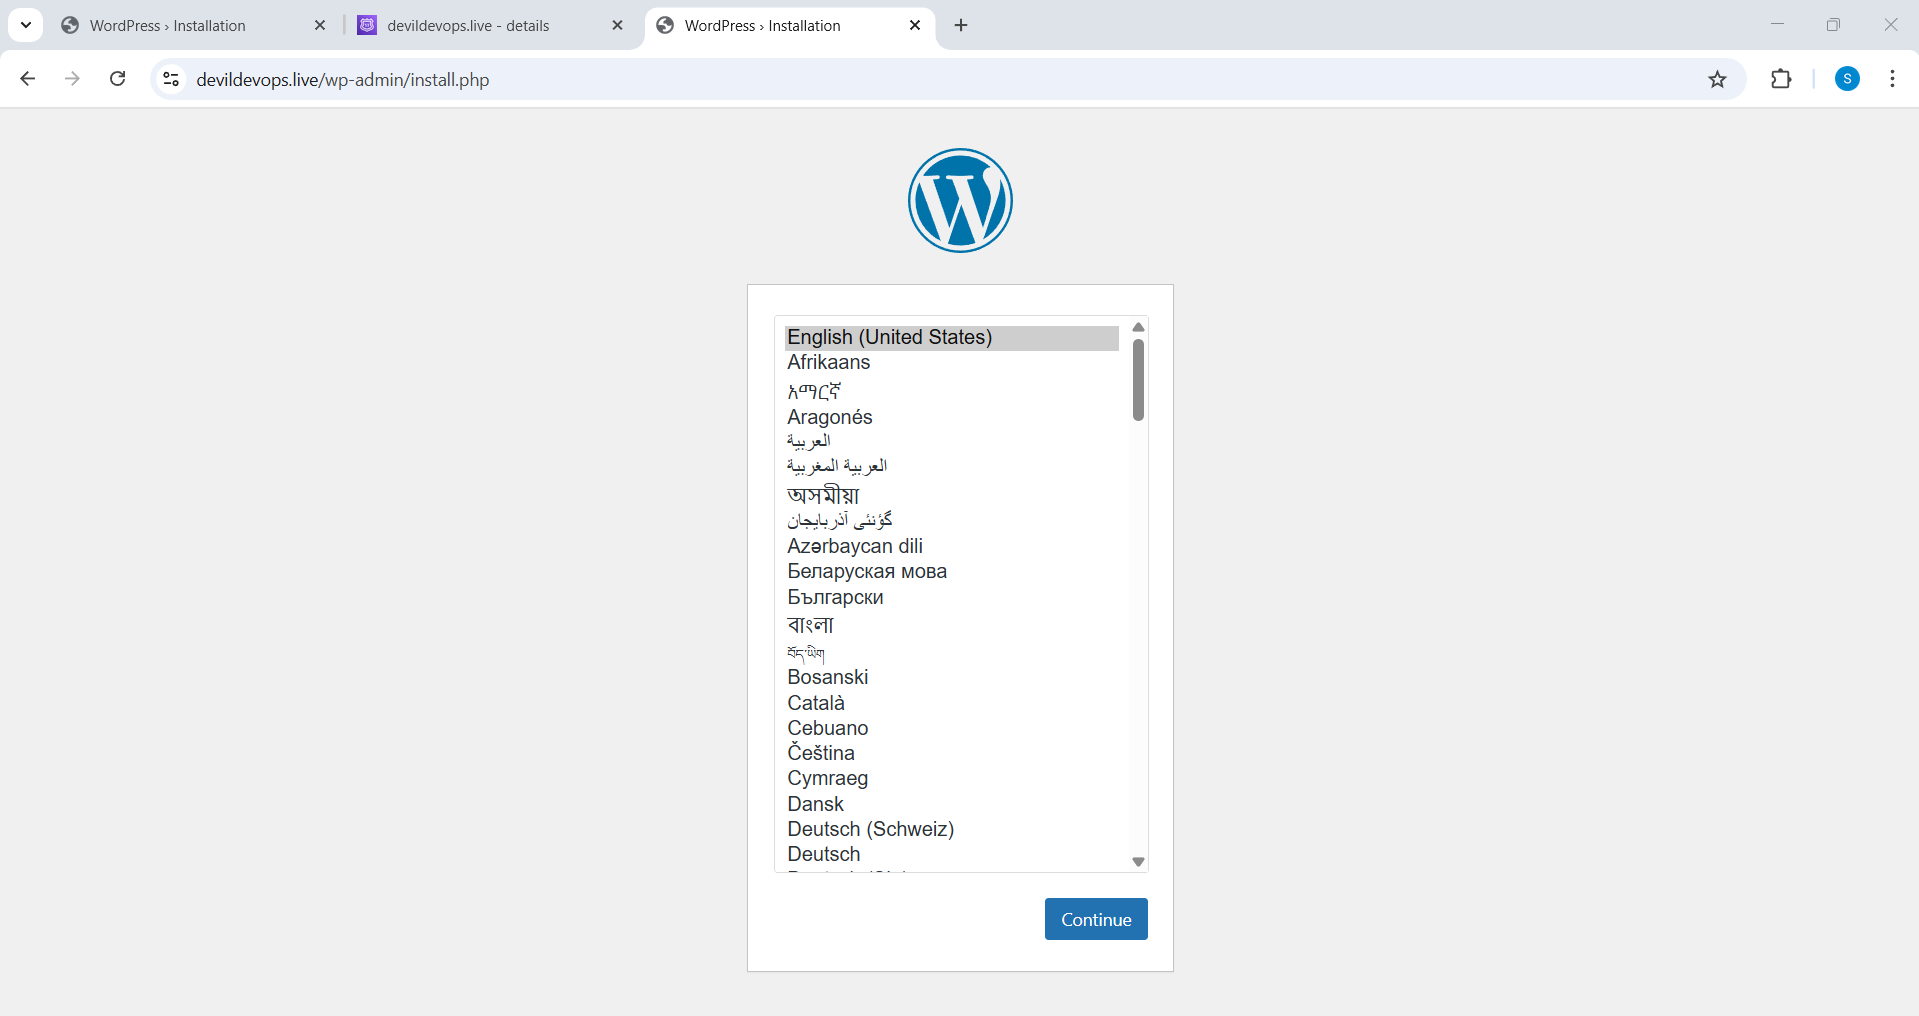 WordPress › Installation
devildevops.live - details
WordPress › Installation
devildevops.live/wp-admin/install.php
S
English (United States)
Afrikaans
አማርኛ
Aragonés
العربية
العربية المغربية
অসমীয়া
گؤنئی آذربایجان
Azərbaycan dili
Беларуская мова
Български
বাংলা
བོད་ཡིག
Bosanski
Català
Cebuano
Čeština
Cymraeg
Dansk
Deutsch (Schweiz)
Deutsch
Continue